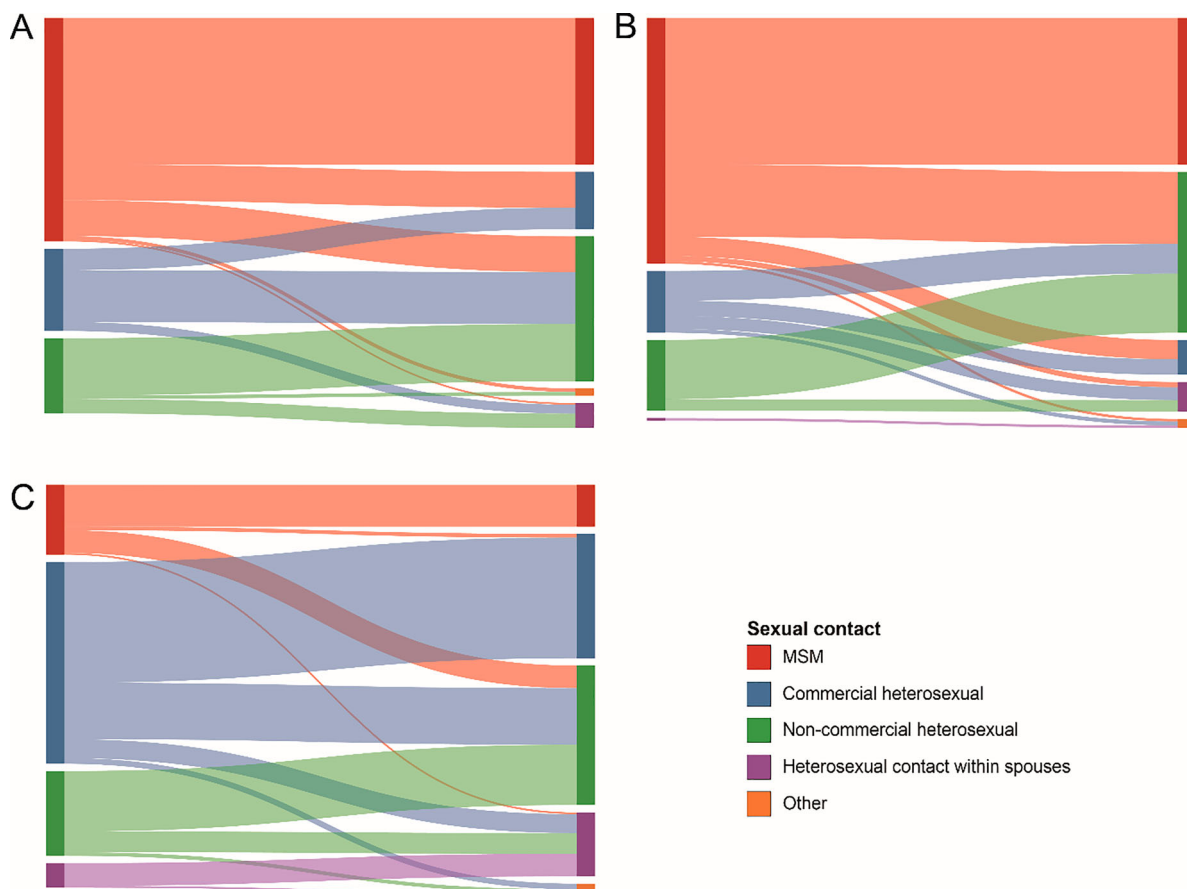 A
B
C
Sexual contact
MSM
Commercial heterosexual
Non-commercial heterosexual
Heterosexual contact within spouses
Other